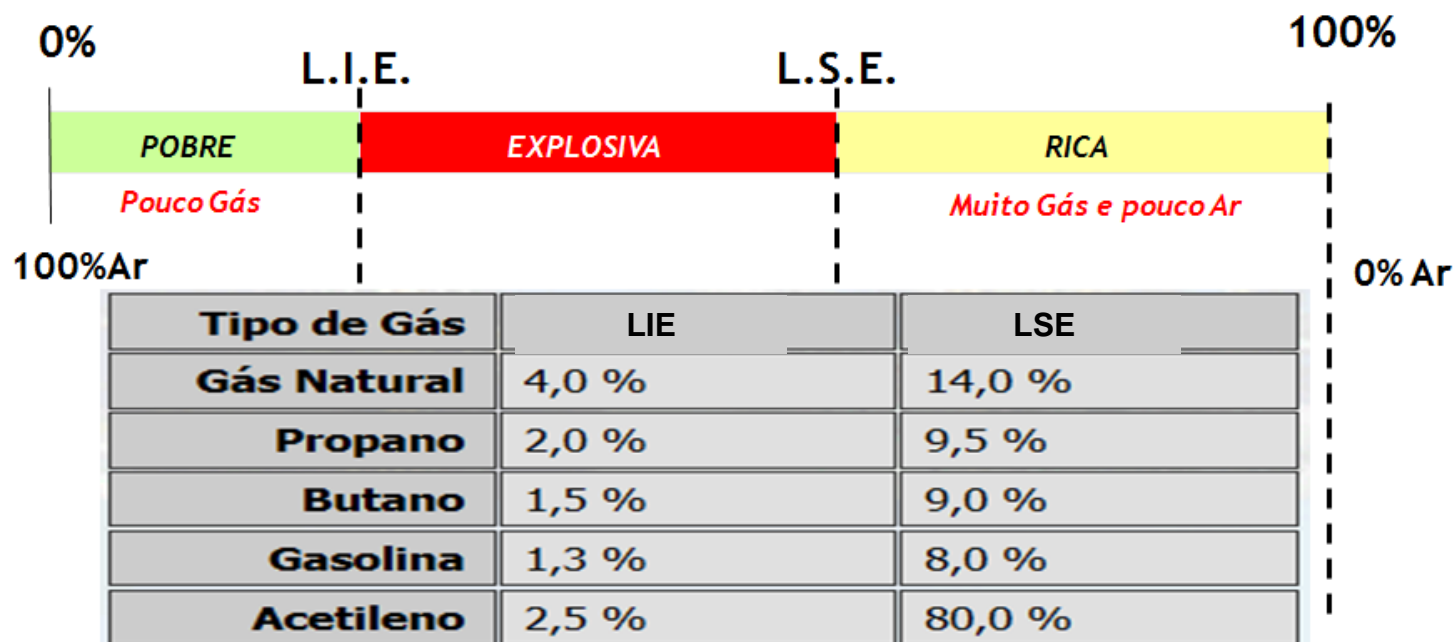 0%
100%
L.I.E.
L.S.E.
POBRE
EXPLOSIVA
RICA
Pouco Gás
Muito Gás e pouco Ar
100%Ar
0% Ar
Tipo de Gás LIE LSE
Gás Natural 4,0 % 14,0 %
Propano 2,0 % 9,5 %
Butano 1,5 % 9,0 %
Gasolina 1,3 % 8,0 %
Acetileno 2,5 % 80,0 %